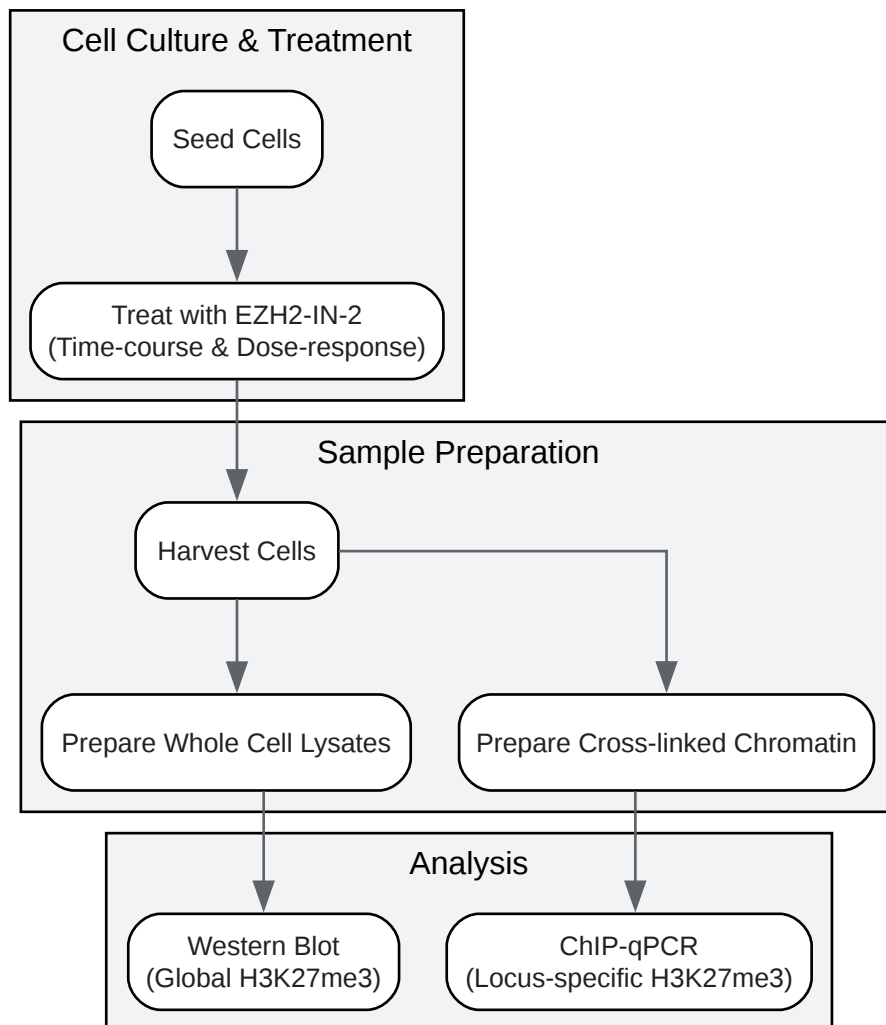 Cell Culture & Treatment
Seed Cells
Treat with EZH2-IN-2
(Time-course & Dose-response)
Sample Preparation
Harvest Cells
Prepare Whole Cell Lysates
Prepare Cross-linked Chromatin
Analysis
Western Blot
(Global H3K27me3)
ChIP-qPCR
(Locus-specific H3K27me3)